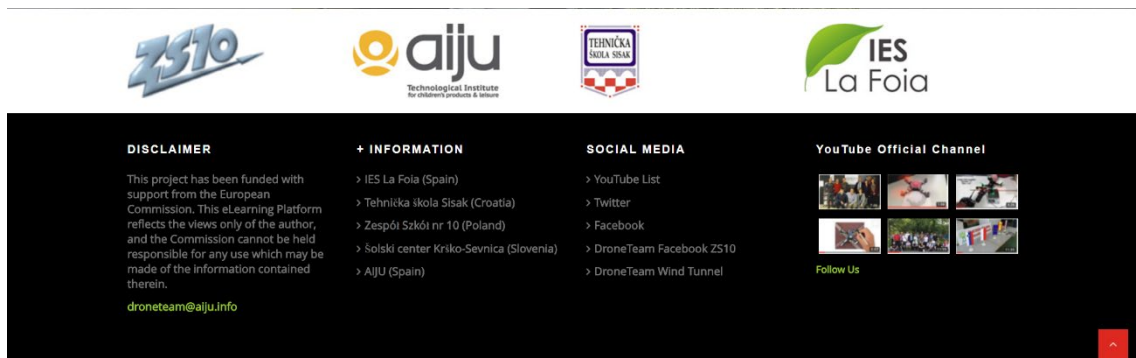 ZS10
aiju
Technological Institute
for children's products & leisure
TEHNIČKA
ŠKOLA SISAK
IES
La Foia
DISCLAIMER
This project has been funded with
support from the European
Commission. This eLearning Platform
reflects the views only of the author,
and the Commission cannot be held
responsible for any use which may be
made of the information contained
therein.
droneteam@aiju.info
+ INFORMATION
> IES La Foia (Spain)
> Tehnička škola Sisak (Croatia)
> Zespół Szkół nr 10 (Poland)
> Šolski center Krško-Sevnica (Slovenia)
> AIJU (Spain)
SOCIAL MEDIA
> YouTube List
> Twitter
> Facebook
> DroneTeam Facebook ZS10
> DroneTeam Wind Tunnel
YouTube Official Channel
Follow Us